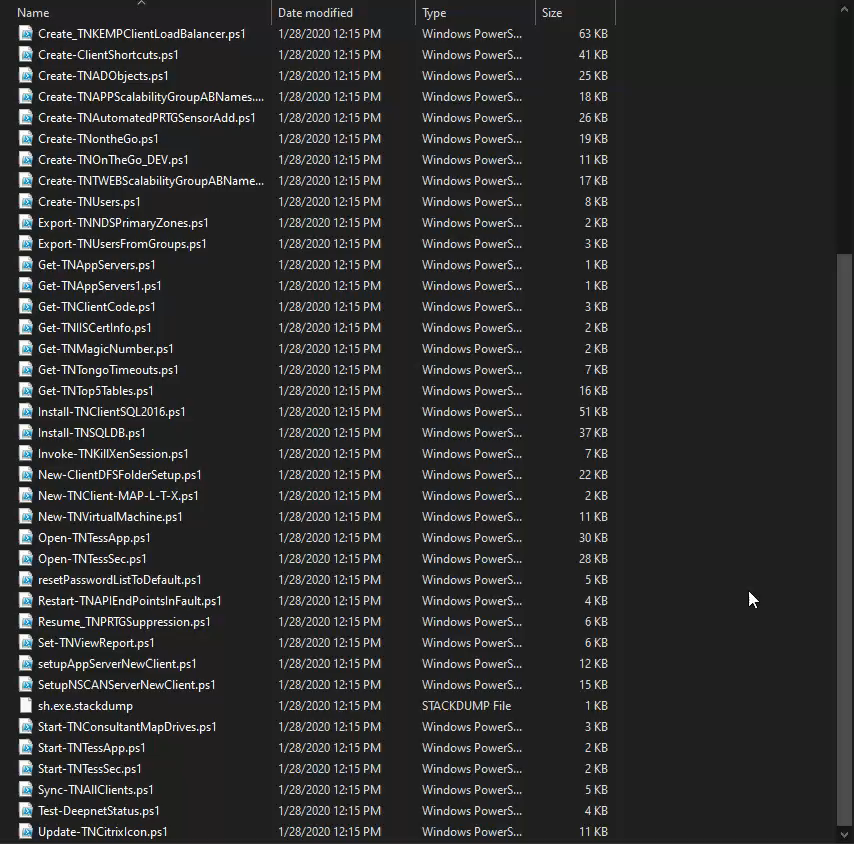 Name Date modified Type Size
Create_TNKEMPClientLoadBalancer.ps1 1/28/2020 12:15 PM Windows PowerS... 63 KB
Create-ClientShortcuts.ps1 1/28/2020 12:15 PM Windows PowerS... 41 KB
Create-TNADObjects.ps1 1/28/2020 12:15 PM Windows PowerS... 25 KB
Create-TNAPPScalabilityGroupABNames.... 1/28/2020 12:15 PM Windows PowerS... 18 KB
Create-TNAutomatedPRTGSensorAdd.ps1 1/28/2020 12:15 PM Windows PowerS... 26 KB
Create-TNontheGo.ps1 1/28/2020 12:15 PM Windows PowerS... 19 KB
Create-TNOnTheGo_DEV.ps1 1/28/2020 12:15 PM Windows PowerS... 11 KB
Create-TNTWEBScalabilityGroupABName... 1/28/2020 12:15 PM Windows PowerS... 17 KB
Create-TNUsers.ps1 1/28/2020 12:15 PM Windows PowerS... 8 KB
Export-TNNDSPrimaryZones.ps1 1/28/2020 12:15 PM Windows PowerS... 2 KB
Export-TNUsersFromGroups.ps1 1/28/2020 12:15 PM Windows PowerS... 3 KB
Get-TNAppServers.ps1 1/28/2020 12:15 PM Windows PowerS... 1 KB
Get-TNAppServers1.ps1 1/28/2020 12:15 PM Windows PowerS... 1 KB
Get-TNClientCode.ps1 1/28/2020 12:15 PM Windows PowerS... 3 KB
Get-TNIISCertInfo.ps1 1/28/2020 12:15 PM Windows PowerS... 2 KB
Get-TNMagicNumber.ps1 1/28/2020 12:15 PM Windows PowerS... 2 KB
Get-TNTongoTimeouts.ps1 1/28/2020 12:15 PM Windows PowerS... 7 KB
Get-TNTop5Tables.ps1 1/28/2020 12:15 PM Windows PowerS... 16 KB
Install-TNClientSQL2016.ps1 1/28/2020 12:15 PM Windows PowerS... 51 KB
Install-TNSQLDB.ps1 1/28/2020 12:15 PM Windows PowerS... 37 KB
Invoke-TNKillXenSession.ps1 1/28/2020 12:15 PM Windows PowerS... 7 KB
New-ClientDFSFolderSetup.ps1 1/28/2020 12:15 PM Windows PowerS... 22 KB
New-TNClient-MAP-L-T-X.ps1 1/28/2020 12:15 PM Windows PowerS... 2 KB
New-TNVirtualMachine.ps1 1/28/2020 12:15 PM Windows PowerS... 11 KB
Open-TNTessApp.ps1 1/28/2020 12:15 PM Windows PowerS... 30 KB
Open-TNTessSec.ps1 1/28/2020 12:15 PM Windows PowerS... 28 KB
resetPasswordListToDefault.ps1 1/28/2020 12:15 PM Windows PowerS... 5 KB
Restart-TNAPIEndPointsInFault.ps1 1/28/2020 12:15 PM Windows PowerS... 4 KB
Resume_TNPRTGSuppression.ps1 1/28/2020 12:15 PM Windows PowerS... 6 KB
Set-TNViewReport.ps1 1/28/2020 12:15 PM Windows PowerS... 6 KB
setupAppServerNewClient.ps1 1/28/2020 12:15 PM Windows PowerS... 12 KB
SetupNSCANServerNewClient.ps1 1/28/2020 12:15 PM Windows PowerS... 15 KB
sh.exe.stackdump 1/28/2020 12:15 PM STACKDUMP File 1 KB
Start-TNConsultantMapDrives.ps1 1/28/2020 12:15 PM Windows PowerS... 3 KB
Start-TNTessApp.ps1 1/28/2020 12:15 PM Windows PowerS... 2 KB
Start-TNTessSec.ps1 1/28/2020 12:15 PM Windows PowerS... 2 KB
Sync-TNAllClients.ps1 1/28/2020 12:15 PM Windows PowerS... 5 KB
Test-DeepnetStatus.ps1 1/28/2020 12:15 PM Windows PowerS... 4 KB
Update-TNCitrixIcon.ps1 1/28/2020 12:15 PM Windows PowerS... 11 KB